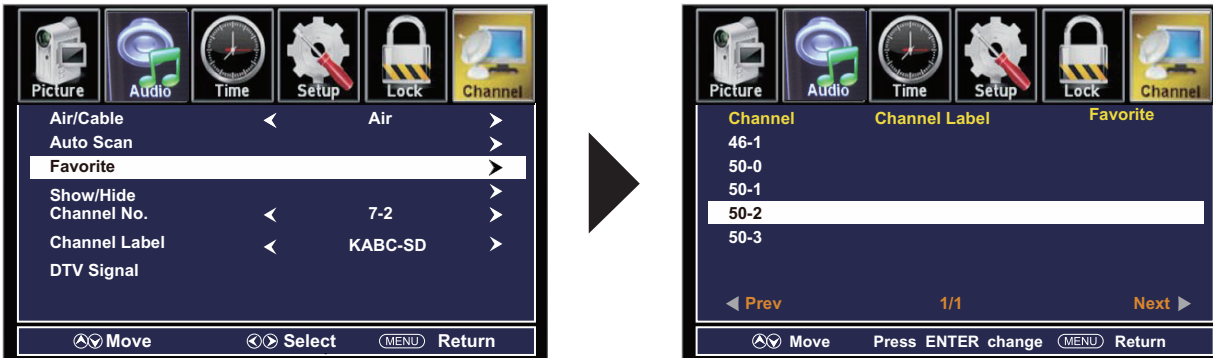 Picture Audio Time Setup Lock Channel
Air/Cable Air
Auto Scan
Favorite
Show/Hide
Channel No. 7-2
Channel Label KABC-SD
DTV Signal
Move Select MENU Return
Picture Audio Time Setup Lock Channel
Channel Channel Label Favorite
46-1
50-0
50-1
50-2
50-3
Prev 1/1 Next
Move Press ENTER change MENU Return